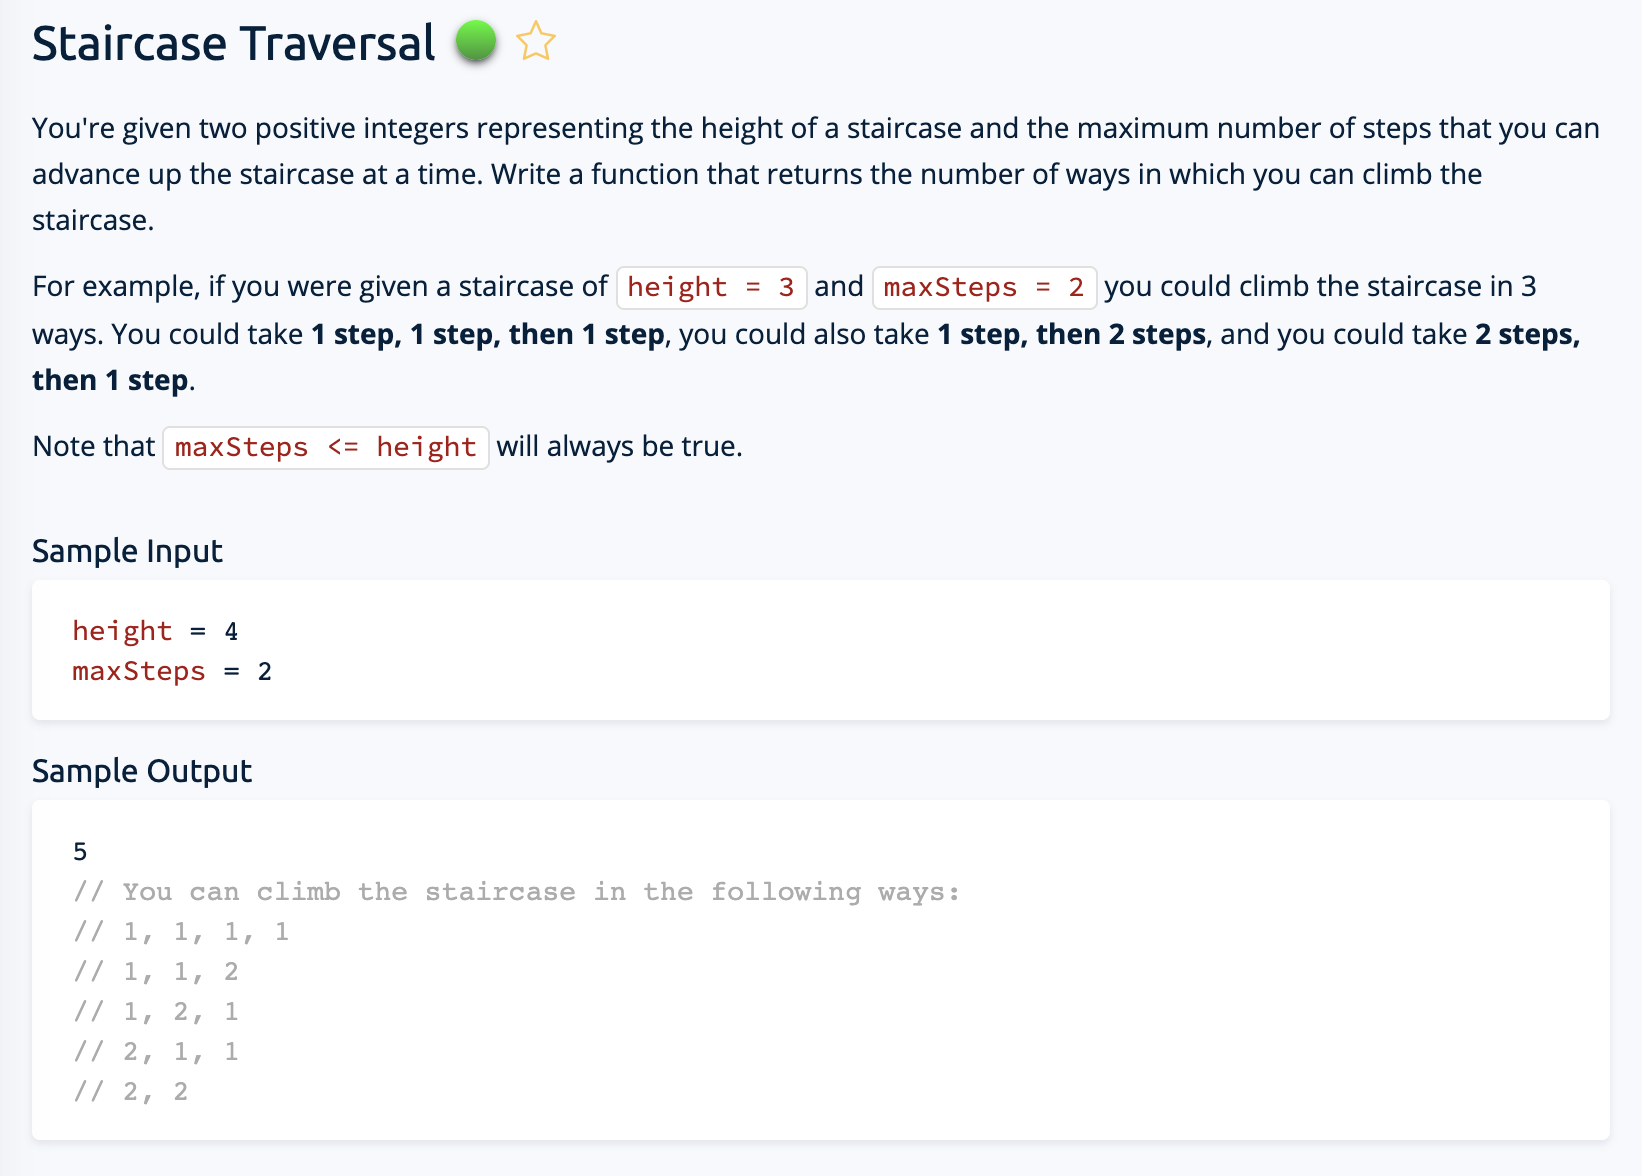 Staircase Traversal
You're given two positive integers representing the height of a staircase and the maximum number of steps that you can
advance up the staircase at a time. Write a function that returns the number of ways in which you can climb the
staircase.
For example, if you were given a staircase of height = 3 and maxSteps = 2 you could climb the staircase in 3
ways. You could take 1 step, 1 step, then 1 step, you could also take 1 step, then 2 steps, and you could take 2 steps,
then 1 step.
Note that maxSteps <= height will always be true.
Sample Input
height = 4
maxSteps = 2
Sample Output
5
// You can climb the staircase in the following ways:
// 1, 1, 1, 1
// 1, 1, 2
// 1, 2, 1
// 2, 1, 1
// 2, 2